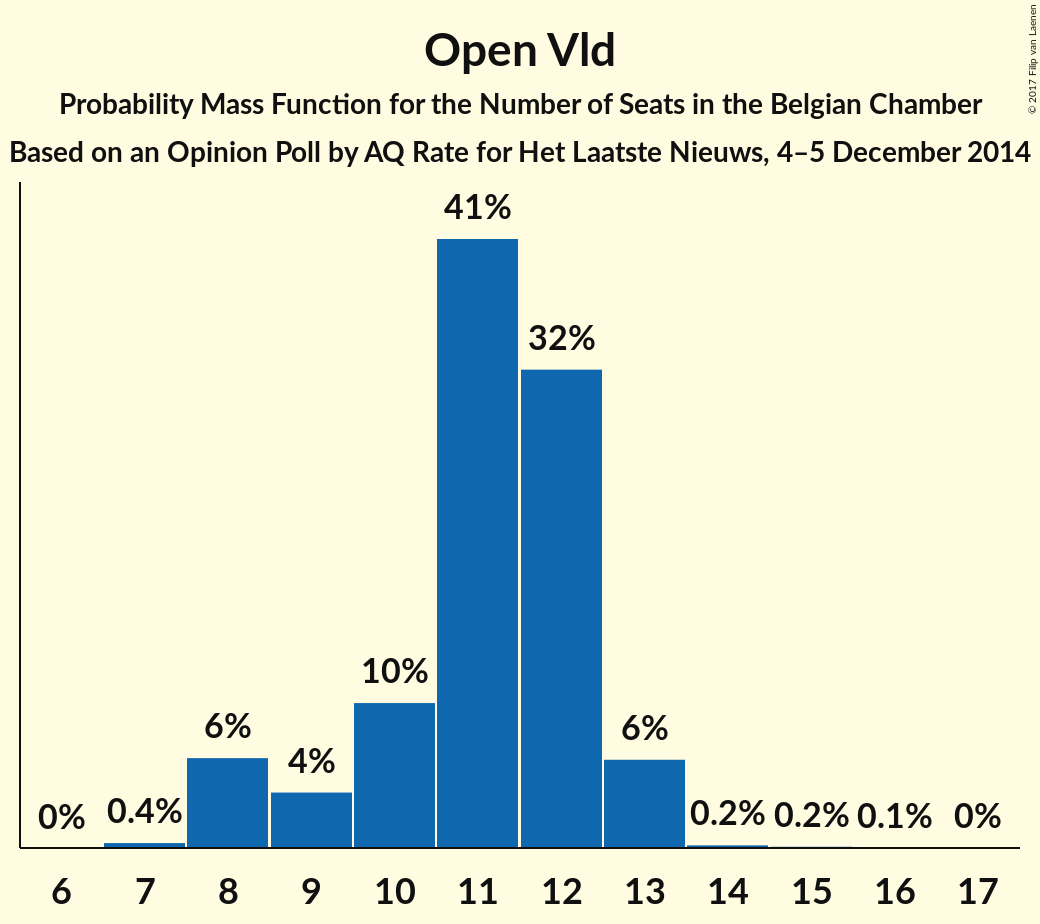 Open Vld
Probability Mass Function for the Number of Seats in the Belgian Chamber
Based on an Opinion Poll by AQ Rate for Het Laatste Nieuws, 4–5 December 2014
© 2017 Filip van Laenen
0% 0.4% 6% 4% 10% 41% 32% 6% 0.2% 0.2% 0.1% 0%
6 7 8 9 10 11 12 13 14 15 16 17